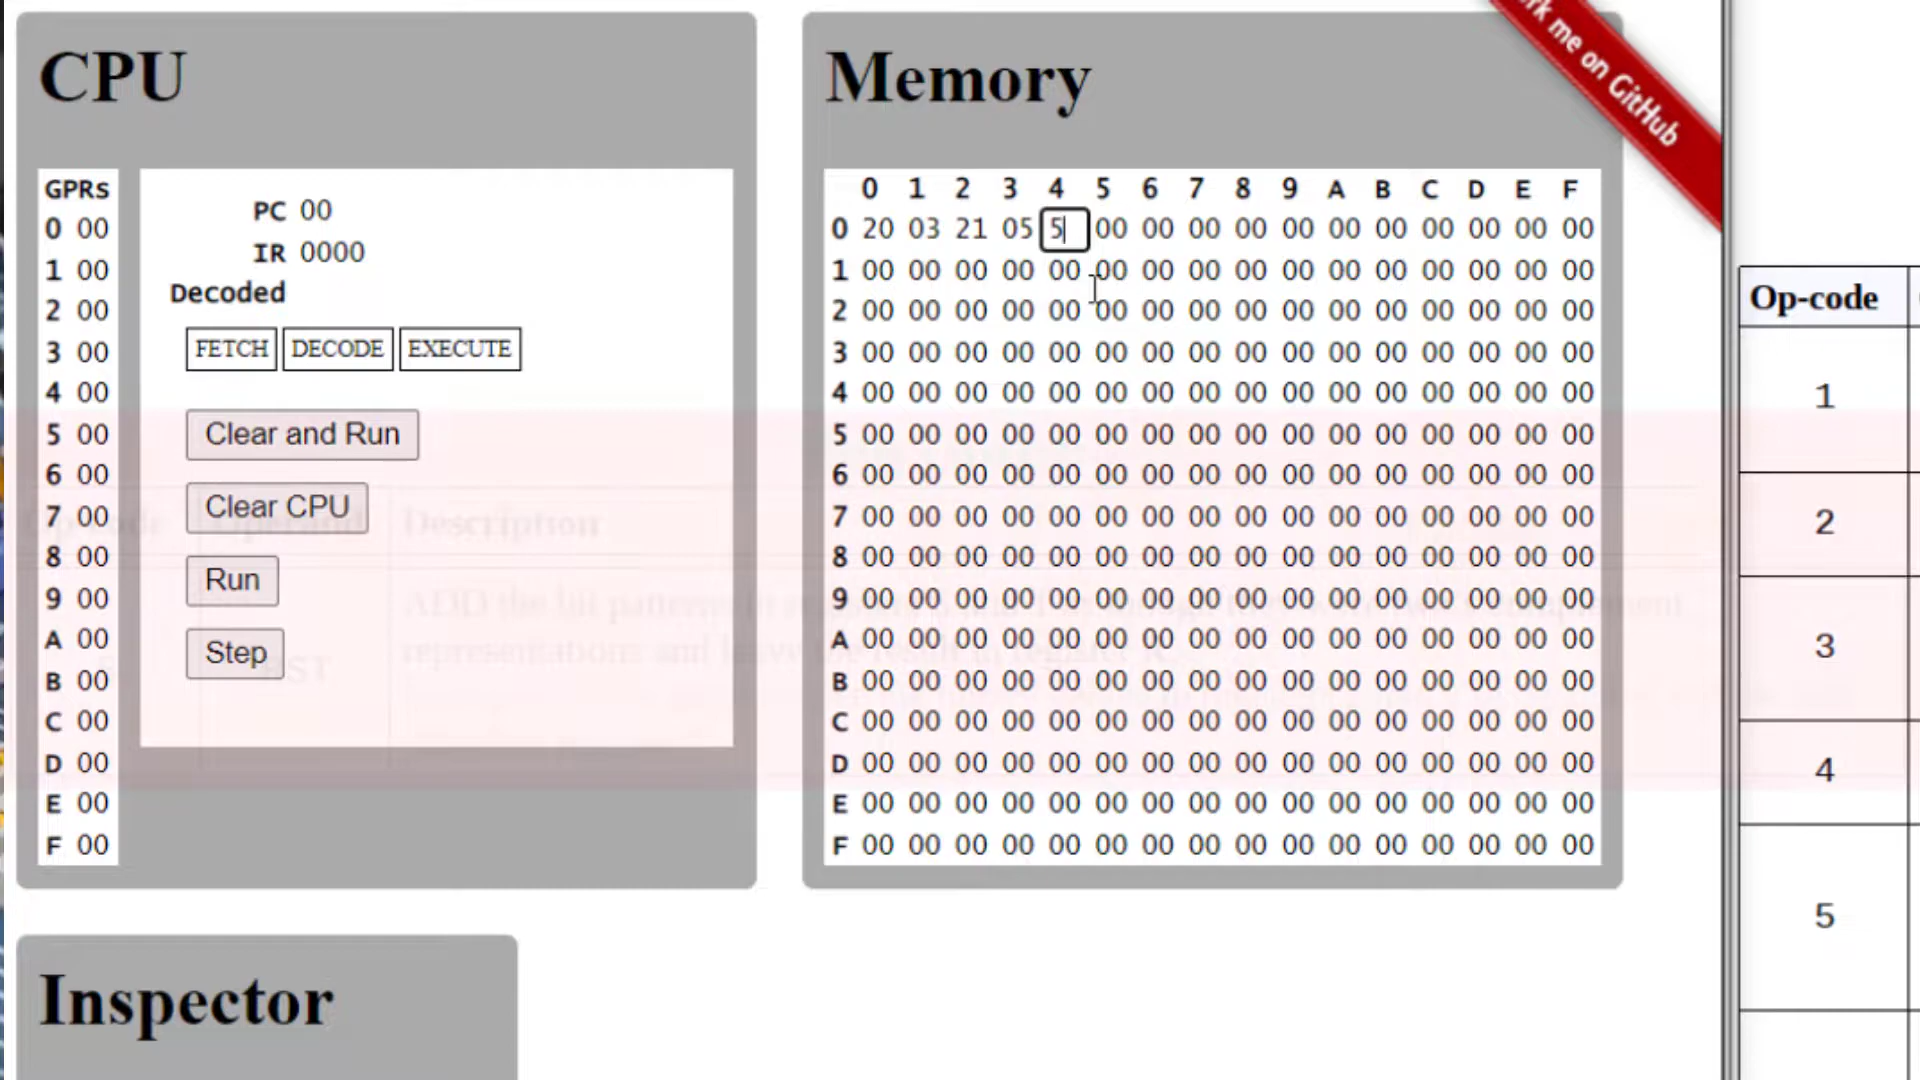 CPU
GPRs
0 00
1 00
2 00
3 00
4 00
5 00
6 00
7 00
8 00
9 00
A 00
B 00
C 00
D 00
E 00
F 00
PC 00
IR 0000
Decoded
FETCH DECODE EXECUTE
Clear and Run
Clear CPU
Run
Step
Memory
me on GitHub
0 1 2 3 4 5 6 7 8 9 A B C D E F
0 20 03 21 05 5 00 00 00 00 00 00 00 00 00 00 00
1 00 00 00 00 00 00 00 00 00 00 00 00 00 00 00 00
2 00 00 00 00 00 00 00 00 00 00 00 00 00 00 00 00
3 00 00 00 00 00 00 00 00 00 00 00 00 00 00 00 00
4 00 00 00 00 00 00 00 00 00 00 00 00 00 00 00 00
5 00 00 00 00 00 00 00 00 00 00 00 00 00 00 00 00
6 00 00 00 00 00 00 00 00 00 00 00 00 00 00 00 00
7 00 00 00 00 00 00 00 00 00 00 00 00 00 00 00 00
8 00 00 00 00 00 00 00 00 00 00 00 00 00 00 00 00
9 00 00 00 00 00 00 00 00 00 00 00 00 00 00 00 00
A 00 00 00 00 00 00 00 00 00 00 00 00 00 00 00 00
B 00 00 00 00 00 00 00 00 00 00 00 00 00 00 00 00
C 00 00 00 00 00 00 00 00 00 00 00 00 00 00 00 00
D 00 00 00 00 00 00 00 00 00 00 00 00 00 00 00 00
E 00 00 00 00 00 00 00 00 00 00 00 00 00 00 00 00
F 00 00 00 00 00 00 00 00 00 00 00 00 00 00 00 00
Op-code Operand Description
ADD the bit patterns in
representations and leave the result in register
Inspector
Op-code
1
2
3
4
5